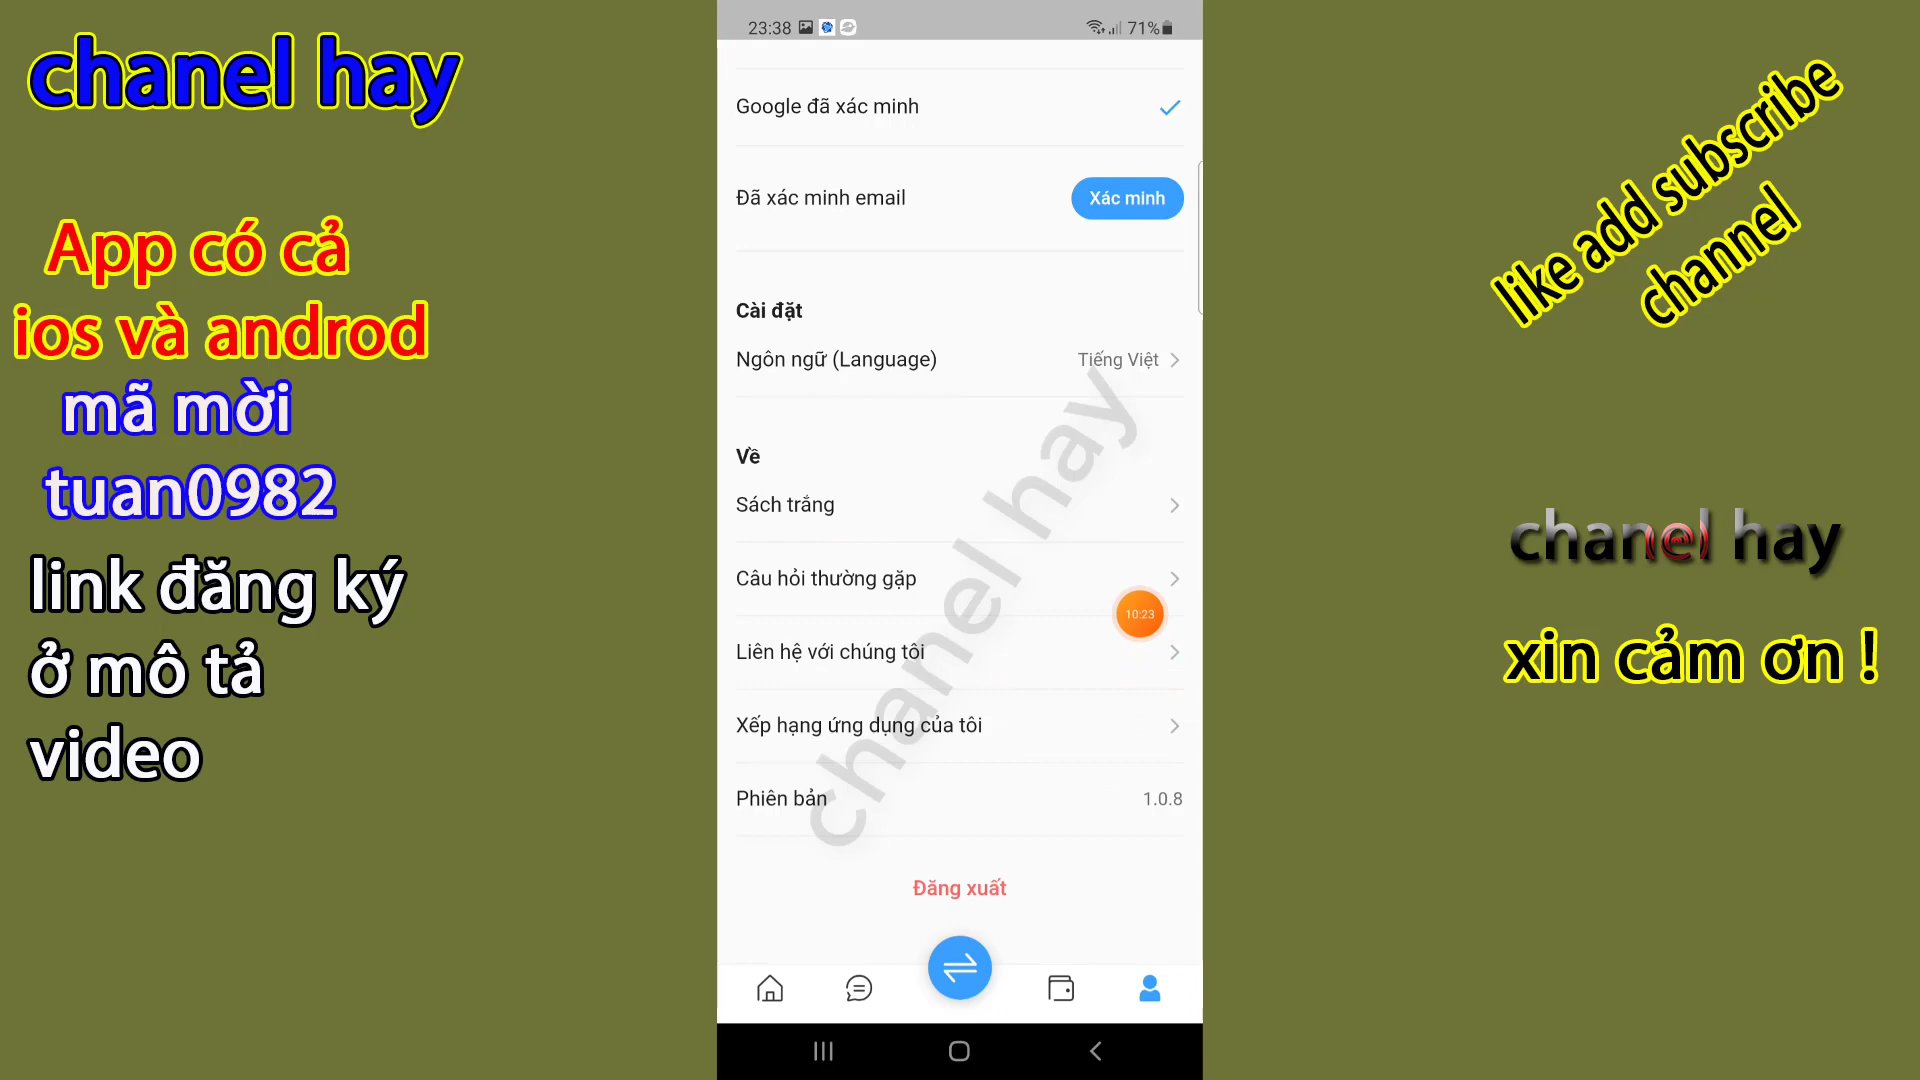 chanel hay
App có cả
ios và androd
mã mời
tuan0982
link đăng ký
ở mô tả
video
23:38
71%
Google đã xác minh
Đã xác minh email
Xác minh
Cài đặt
Ngôn ngữ (Language)
Tiếng Việt
Về
Sách trắng
Câu hỏi thường gặp
10:23
Liên hệ với chúng tôi
Xếp hạng ứng dụng của tôi
Phiên bản
1.0.8
Đăng xuất
chanel hay
like add subscribe
channel
chanel hay
xin cảm ơn !